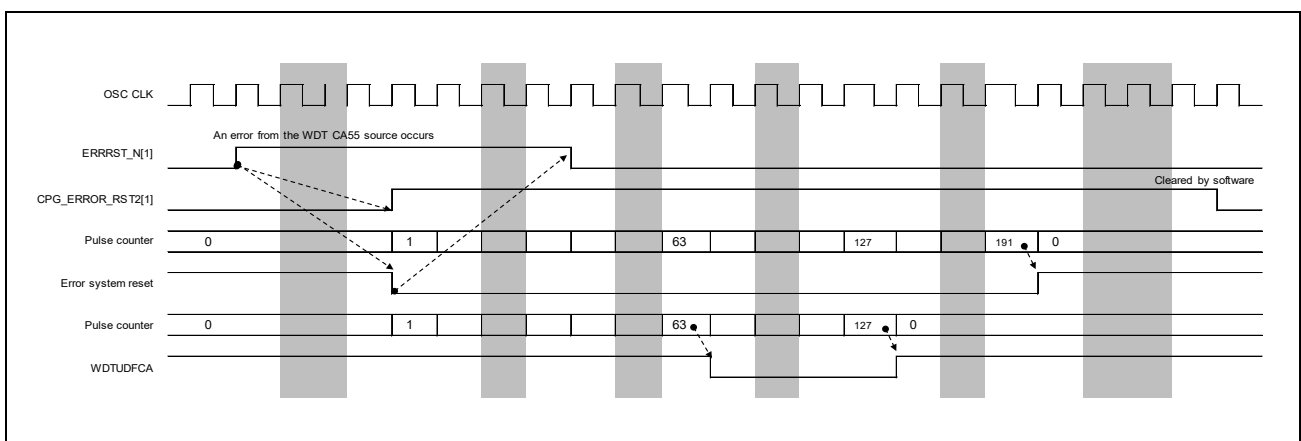 OSC CLK
An error from the WDT CA55 source occurs
ERRRST_N[1]
Cleared by software
CPG_ERROR_RST2[1]
Pulse counter 0 1 63 127 191 0
Error system reset
Pulse counter 0 1 63 127 0
WDTUDFCA